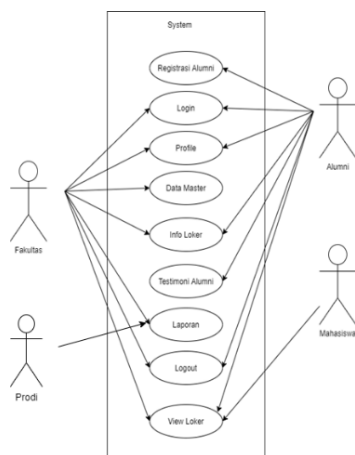 System
Registrasi Alumni
Login
Profile
Data Master
Info Loker
Testimoni Alumni
Laporan
Logout
View Loker
Fakultas
Prodi
Alumni
Mahasiswa